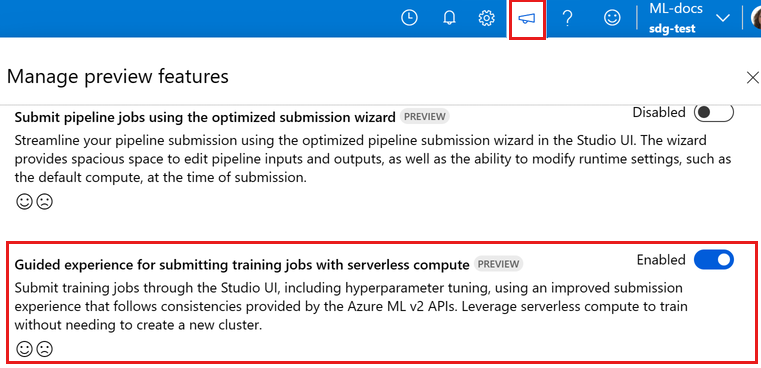 ML-docs
?
sdg-test
Manage preview features
Submit pipeline jobs using the optimized submission wizard PREVIEW Disabled
Streamline your pipeline submission using the optimized pipeline submission wizard in the Studio UI. The wizard
provides spacious space to edit pipeline inputs and outputs, as well as the ability to modify runtime settings, such as
the default compute, at the time of submission.
Guided experience for submitting training jobs with serverless compute PREVIEW Enabled
Submit training jobs through the Studio UI, including hyperparameter tuning, using an improved submission
experience that follows consistencies provided by the Azure ML v2 APIs. Leverage serverless compute to train
without needing to create a new cluster.